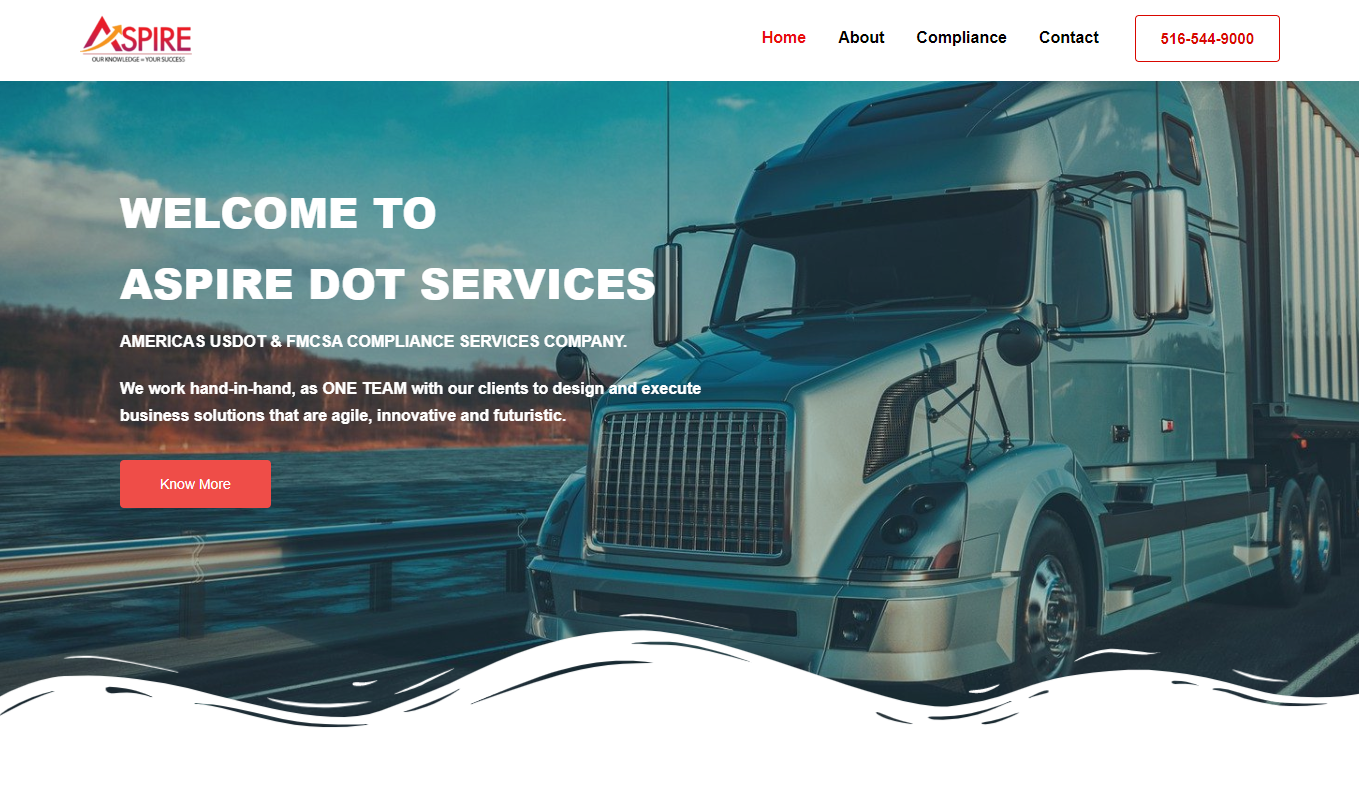 ASPIRE
OUR KNOWLEDGE = YOUR SUCCESS
Home About Compliance Contact 516-544-9000
WELCOME TO
ASPIRE DOT SERVICES
AMERICAS USDOT & FMCSA COMPLIANCE SERVICES COMPANY.
We work hand-in-hand, as ONE TEAM with our clients to design and execute
business solutions that are agile, innovative and futuristic.
Know More